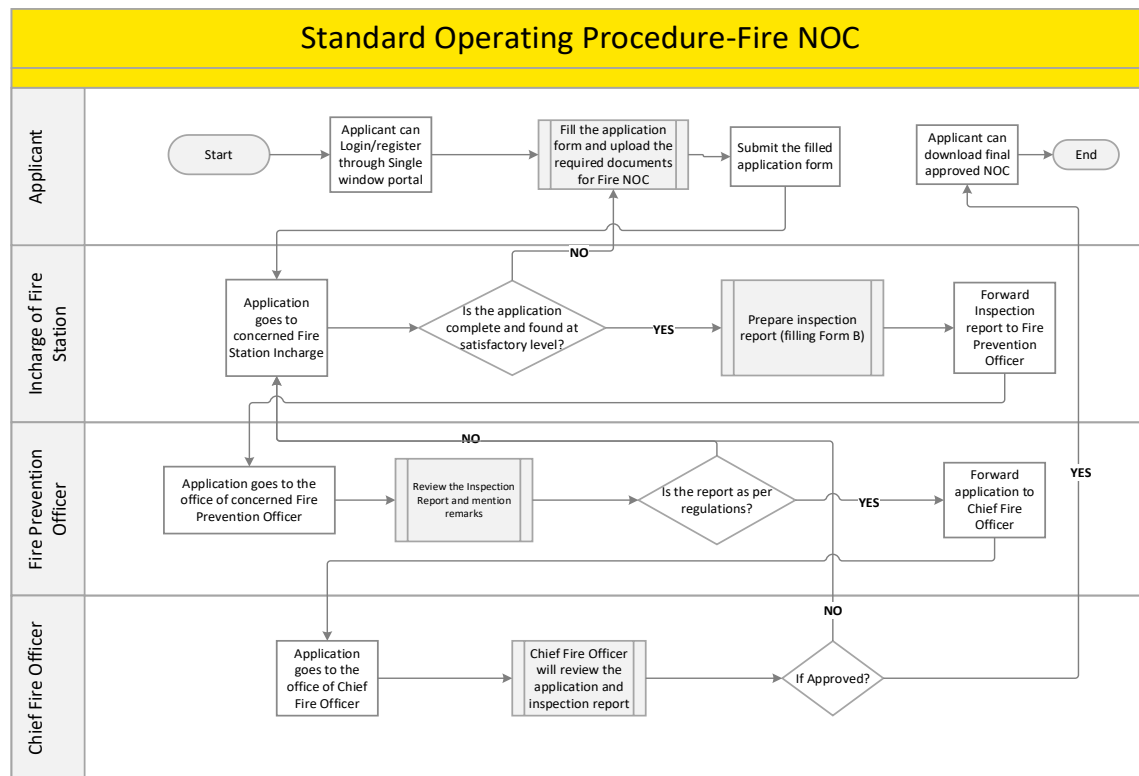 Standard Operating Procedure-Fire NOC
Applicant
Start
Applicant can
Login/register
through Single
window portal
Fill the application
form and upload the
required documents
for Fire NOC
Submit the filled
application form
Applicant can
download final
approved NOC
End
NO
Incharge of Fire
Station
Application
goes to
concerned Fire
Station Incharge
Is the application
complete and found at
satisfactory level?
YES
Prepare inspection
report (filling Form B)
Forward
Inspection
report to Fire
Prevention
Officer
Fire Prevention
Officer
Application goes to the
office of concerned Fire
Prevention Officer
Review the Inspection
Report and mention
remarks
NO
Is the report as per
regulations?
YES
Forward
application to
Chief Fire
Officer
YES
Chief Fire Officer
Application
goes to the
office of Chief
Fire Officer
Chief Fire Officer
will review the
application and
inspection report
NO
If Approved?